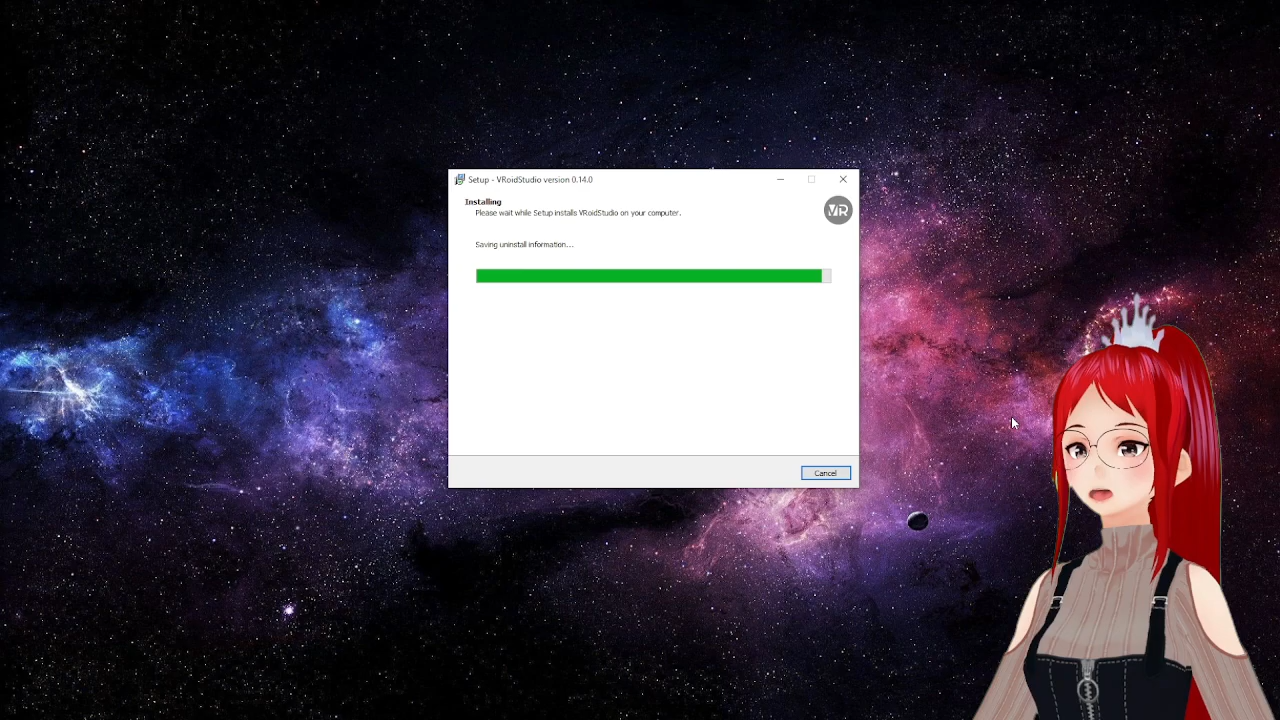 Setup - VRoidStudio version 0.14.0
Installing
Please wait while Setup installs VRoidStudio on your computer.
VR
Saving uninstall information...
Cancel